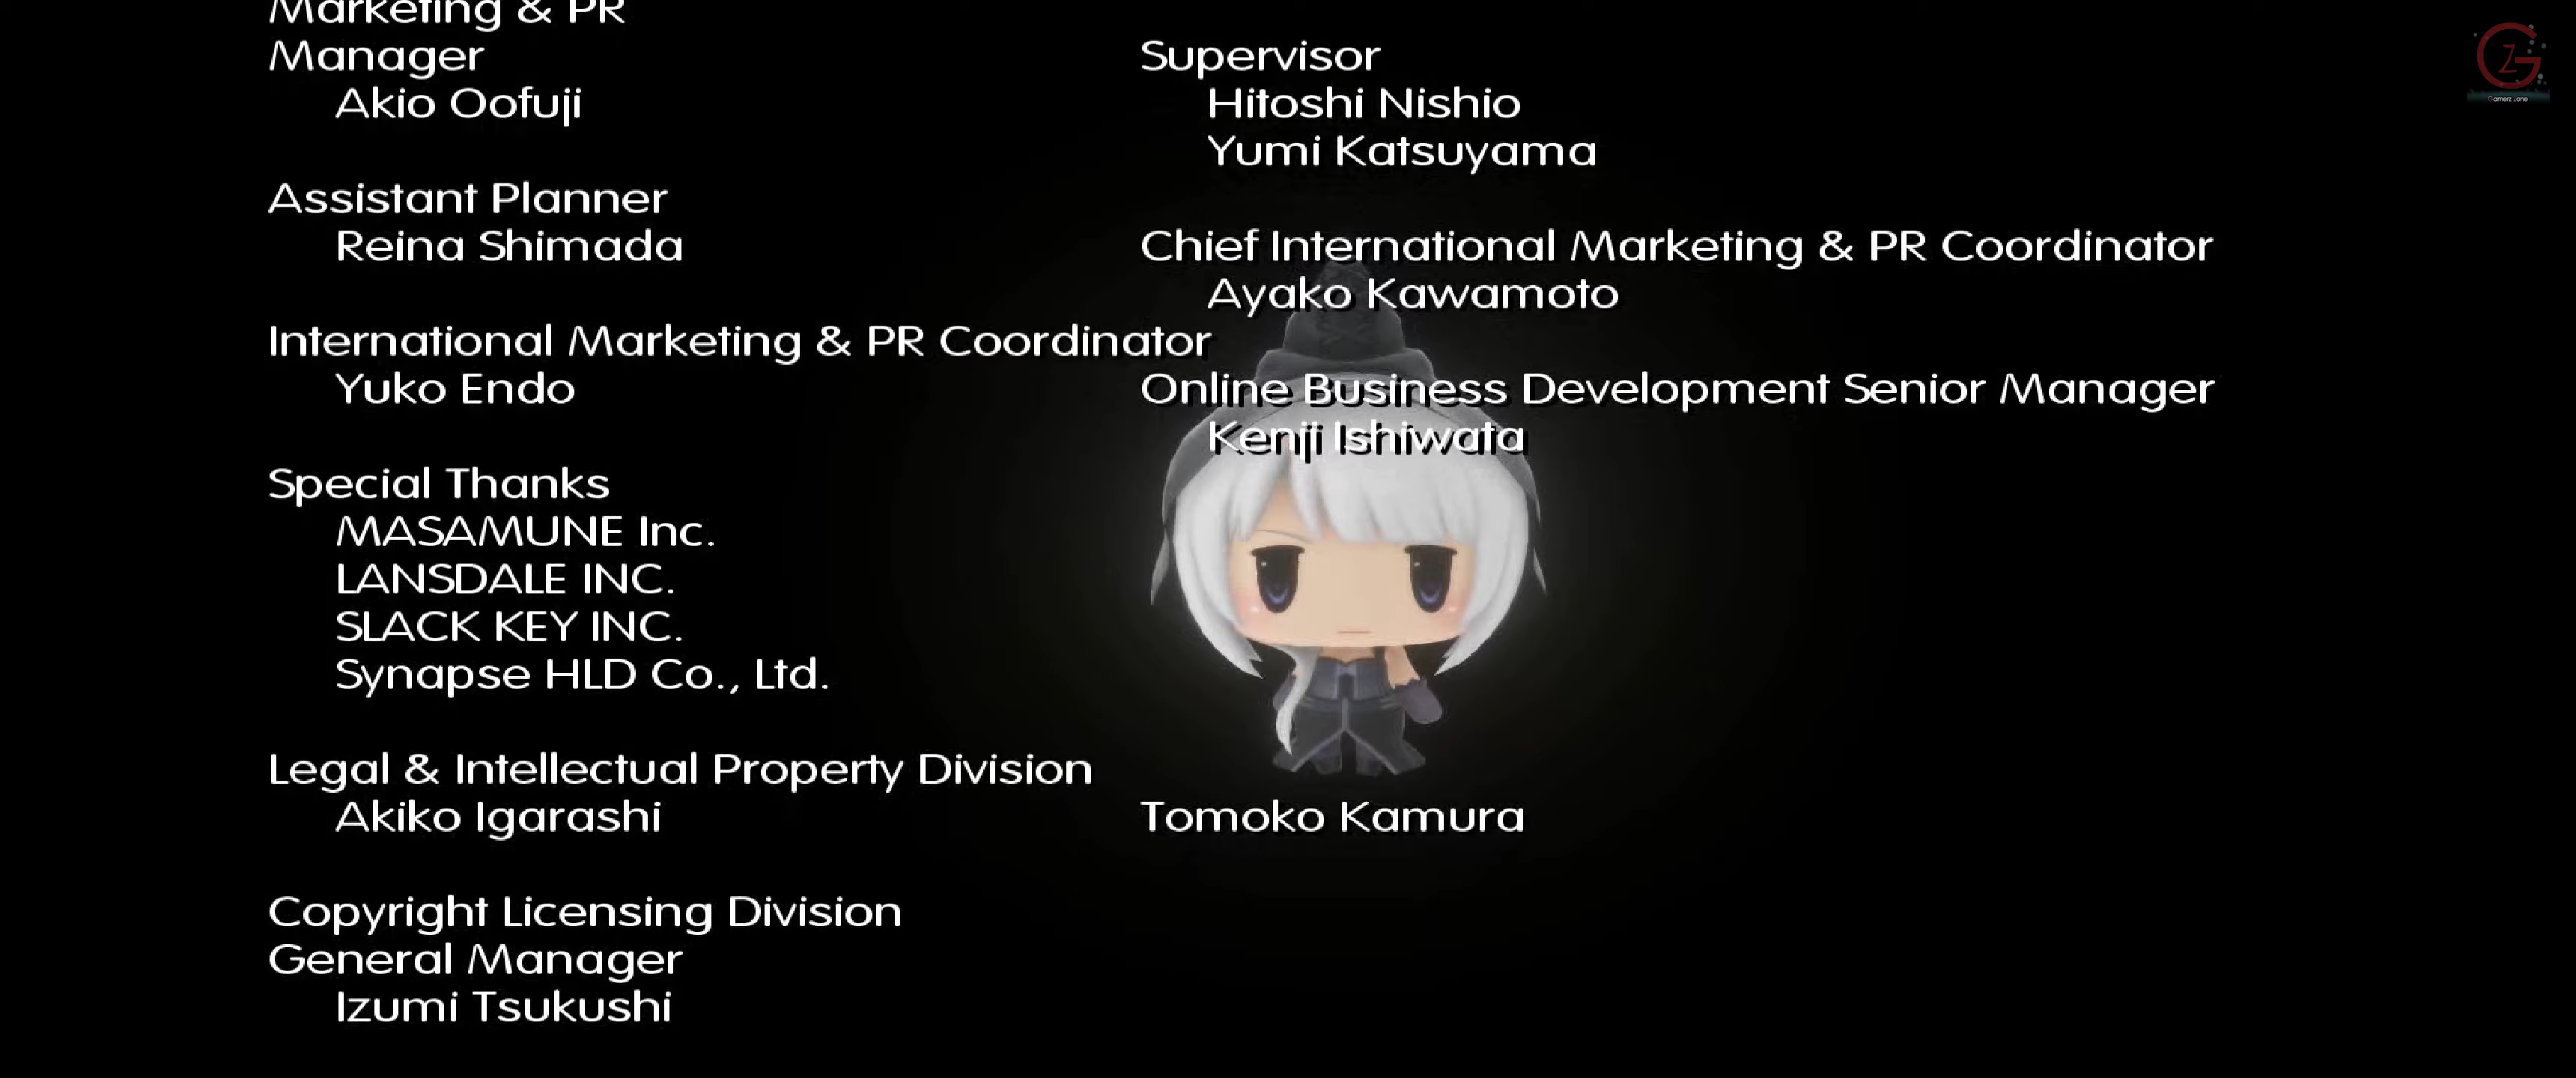 Marketing & PR
Manager
Akio Oofuji
Assistant Planner
Reina Shimada
International Marketing & PR Coordinator
Yuko Endo
Special Thanks
MASAMUNE Inc.
LANSDALE INC.
SLACK KEY INC.
Synapse HLD Co., Ltd.
Legal & Intellectual Property Division
Akiko Igarashi
Copyright Licensing Division
General Manager
Izumi Tsukushi
Supervisor
Hitoshi Nishio
Yumi Katsuyama
Chief International Marketing & PR Coordinator
Ayako Kawamoto
Online Business Development Senior Manager
Kenji Ishiwata
Tomoko Kamura